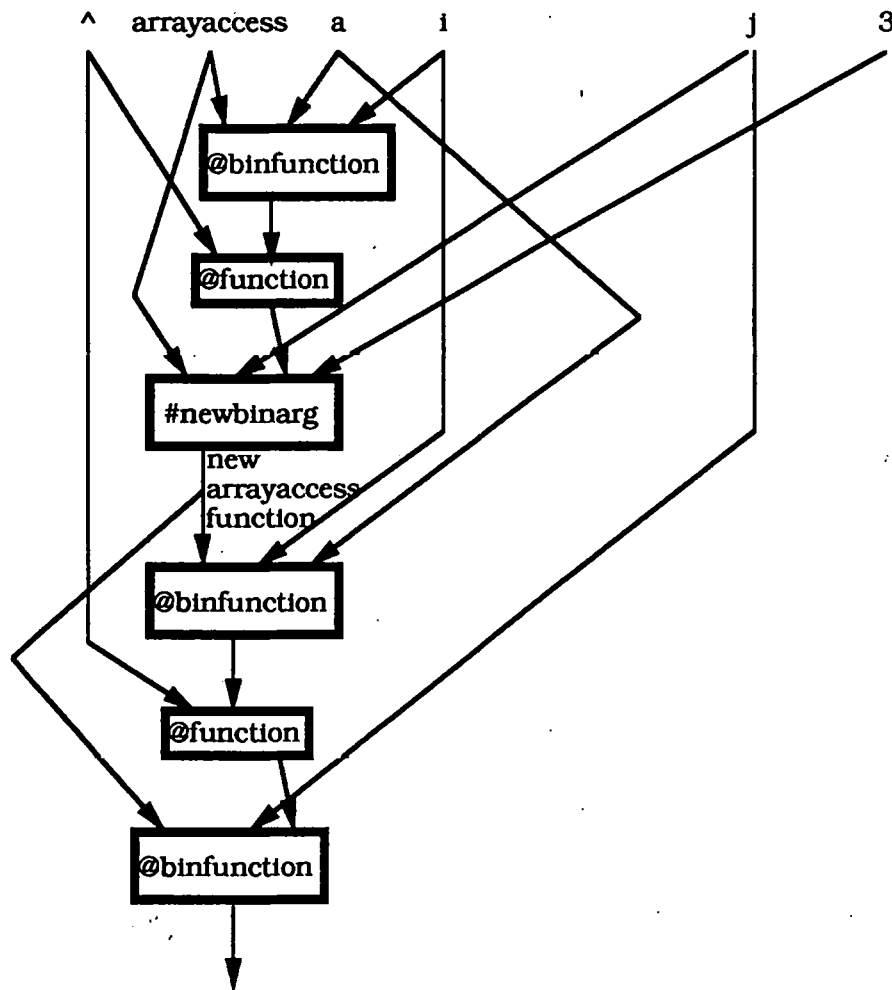 ^ arrayaccess a i j 3
@binfunction
@function
#newbinarg
new
arrayaccess
function
@binfunction
@function
@binfunction